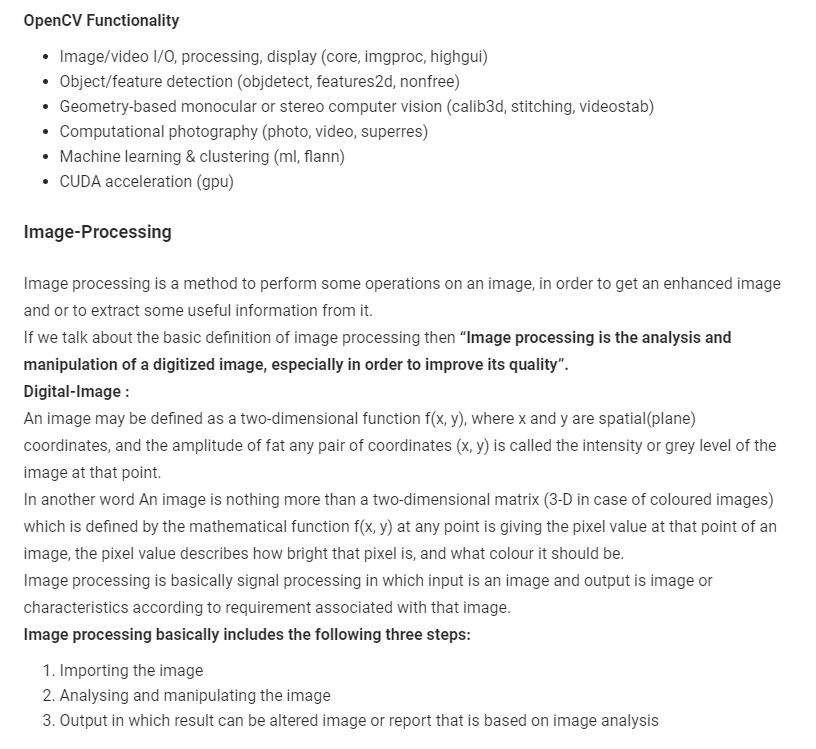 OpenCV Functionality
• Image/video I/O, processing, display (core, imgproc, highgui)
• Object/feature detection (objdetect, features2d, nonfree)
• Geometry-based monocular or stereo computer vision (calib3d, stitching, videostab)
• Computational photography (photo, video, superres)
• Machine learning & clustering (ml, flann)
• CUDA acceleration (gpu)
Image-Processing
Image processing is a method to perform some operations on an image, in order to get an enhanced image
and or to extract some useful information from it.
If we talk about the basic definition of image processing then “Image processing is the analysis and
manipulation of a digitized image, especially in order to improve its quality”.
Digital-Image :
An image may be defined as a two-dimensional function f(x, y), where x and y are spatial(plane)
coordinates, and the amplitude of fat any pair of coordinates (x, y) is called the intensity or grey level of the
image at that point.
In another word An image is nothing more than a two-dimensional matrix (3-D in case of coloured images)
which is defined by the mathematical function f(x, y) at any point is giving the pixel value at that point of an
image, the pixel value describes how bright that pixel is, and what colour it should be.
Image processing is basically signal processing in which input is an image and output is image or
characteristics according to requirement associated with that image.
Image processing basically includes the following three steps:
1. Importing the image
2. Analysing and manipulating the image
3. Output in which result can be altered image or report that is based on image analysis